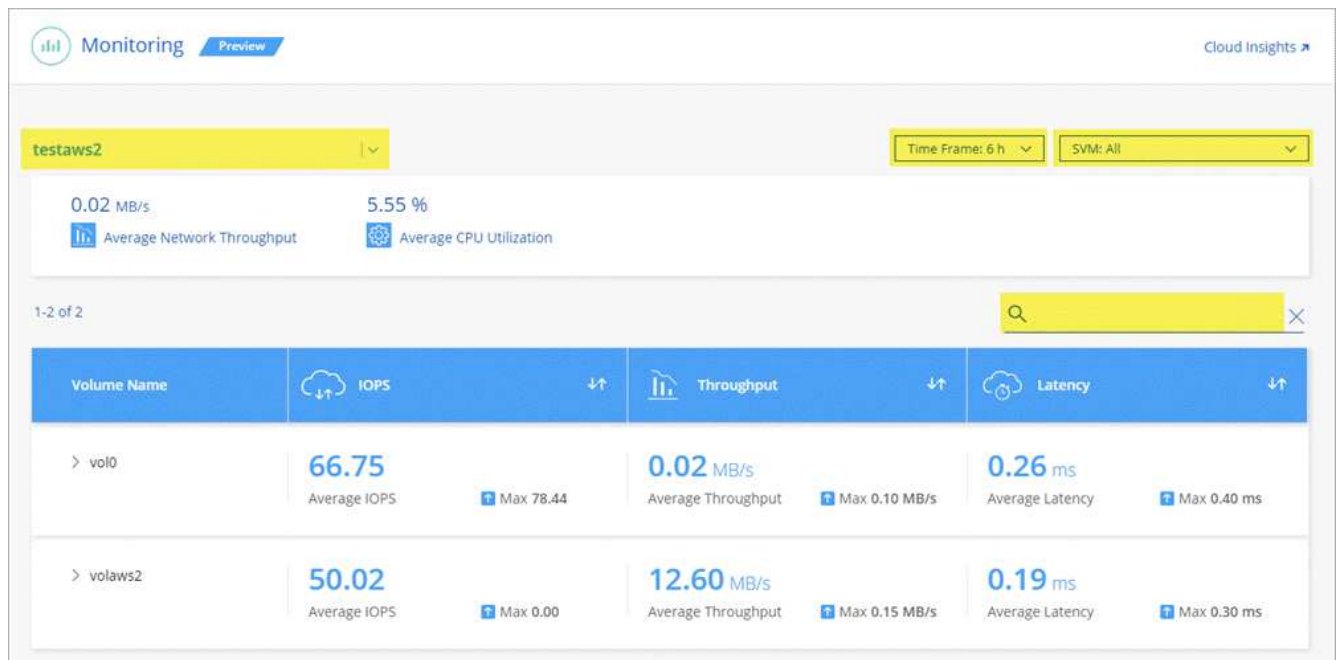 Monitoring Preview Cloud Insights
testaws2 Time Frame: 6 h SVM: All
0.02 MB/s 5.55 %
Average Network Throughput Average CPU Utilization
1-2 of 2
Volume Name IOPS Throughput Latency
vol0 66.75 0.02 MB/s 0.26 ms
Average IOPS Max 78.44 Average Throughput Max 0.10 MB/s Average Latency Max 0.40 ms
volaws2 50.02 12.60 MB/s 0.19 ms
Average IOPS Max 0.00 Average Throughput Max 0.15 MB/s Average Latency Max 0.30 ms